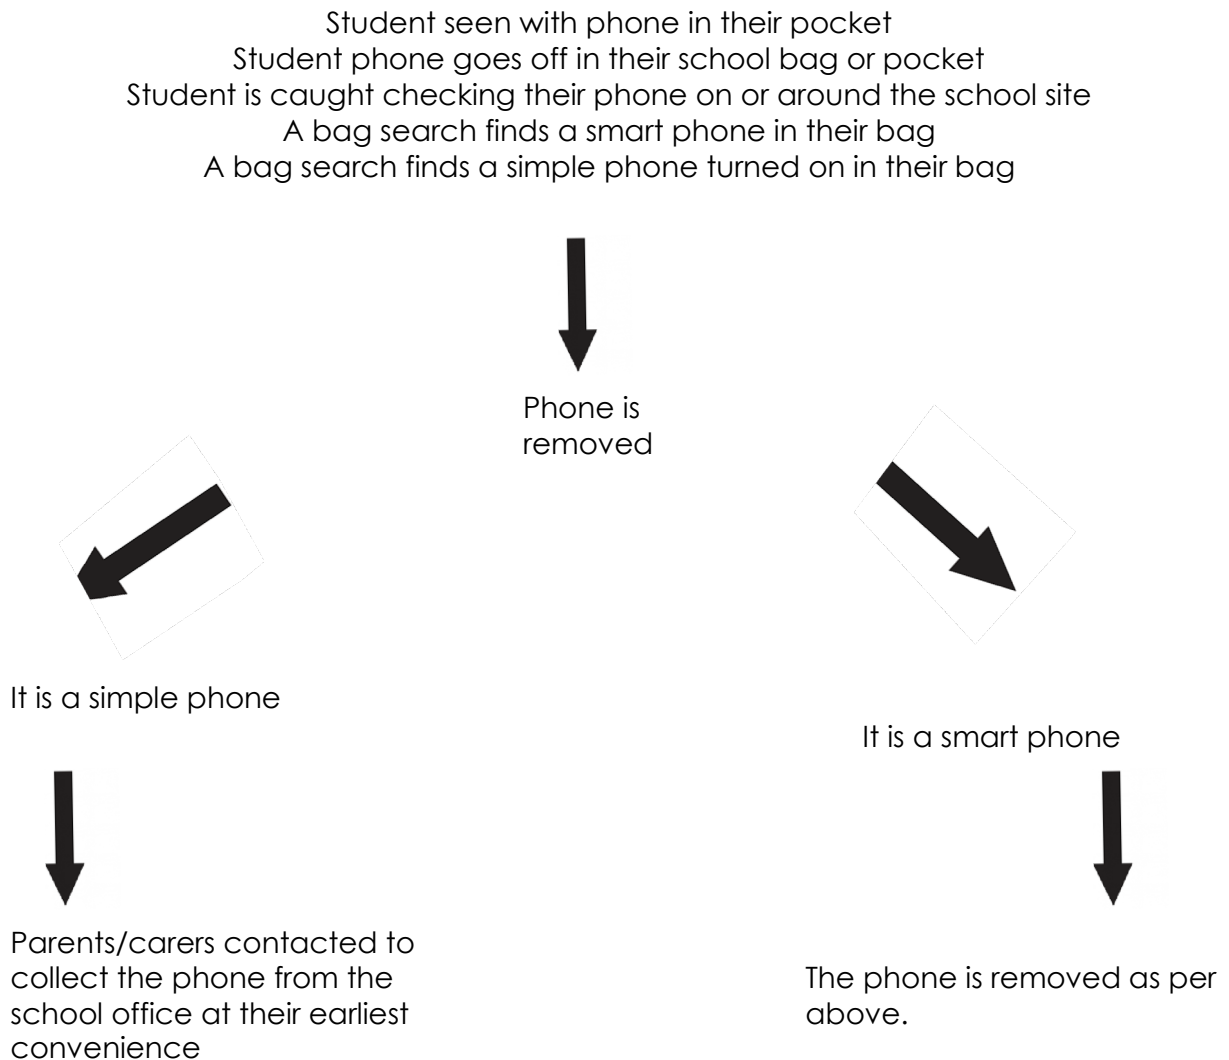 Student seen with phone in their pocket
Student phone goes off in their school bag or pocket
Student is caught checking their phone on or around the school site
A bag search finds a smart phone in their bag
A bag search finds a simple phone turned on in their bag
Phone is
removed
It is a simple phone
It is a smart phone
Parents/carers contacted to
collect the phone from the
school office at their earliest
convenience
The phone is removed as per
above.